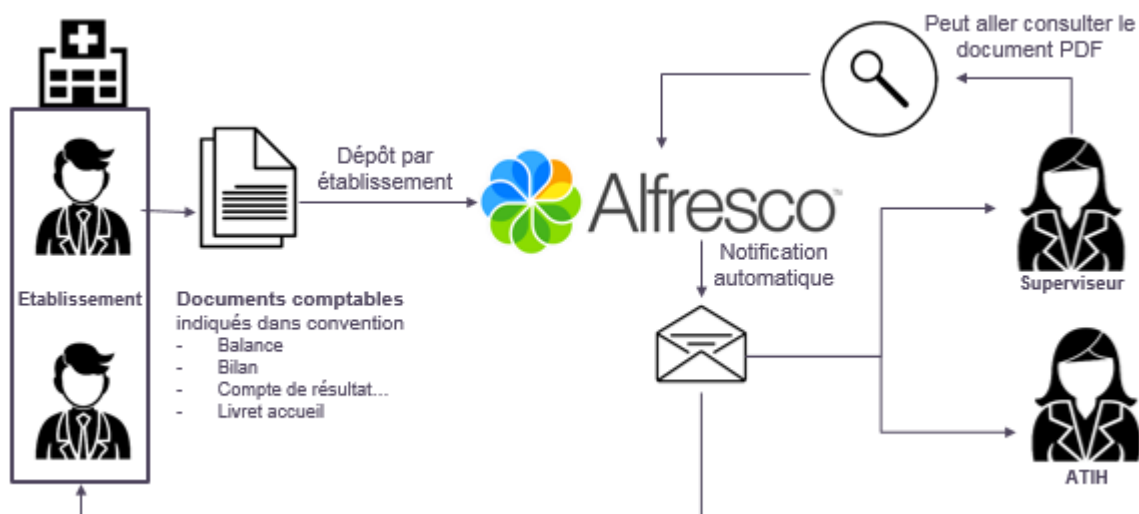 Peut aller consulter le
document PDF
Dépôt par
établissement
Alfresco™
Notification
automatique
Etablissement
Documents comptables
indiqués dans convention
- Balance
- Bilan
- Compte de résultat...
- Livret accueil
Superviseur
ATIH